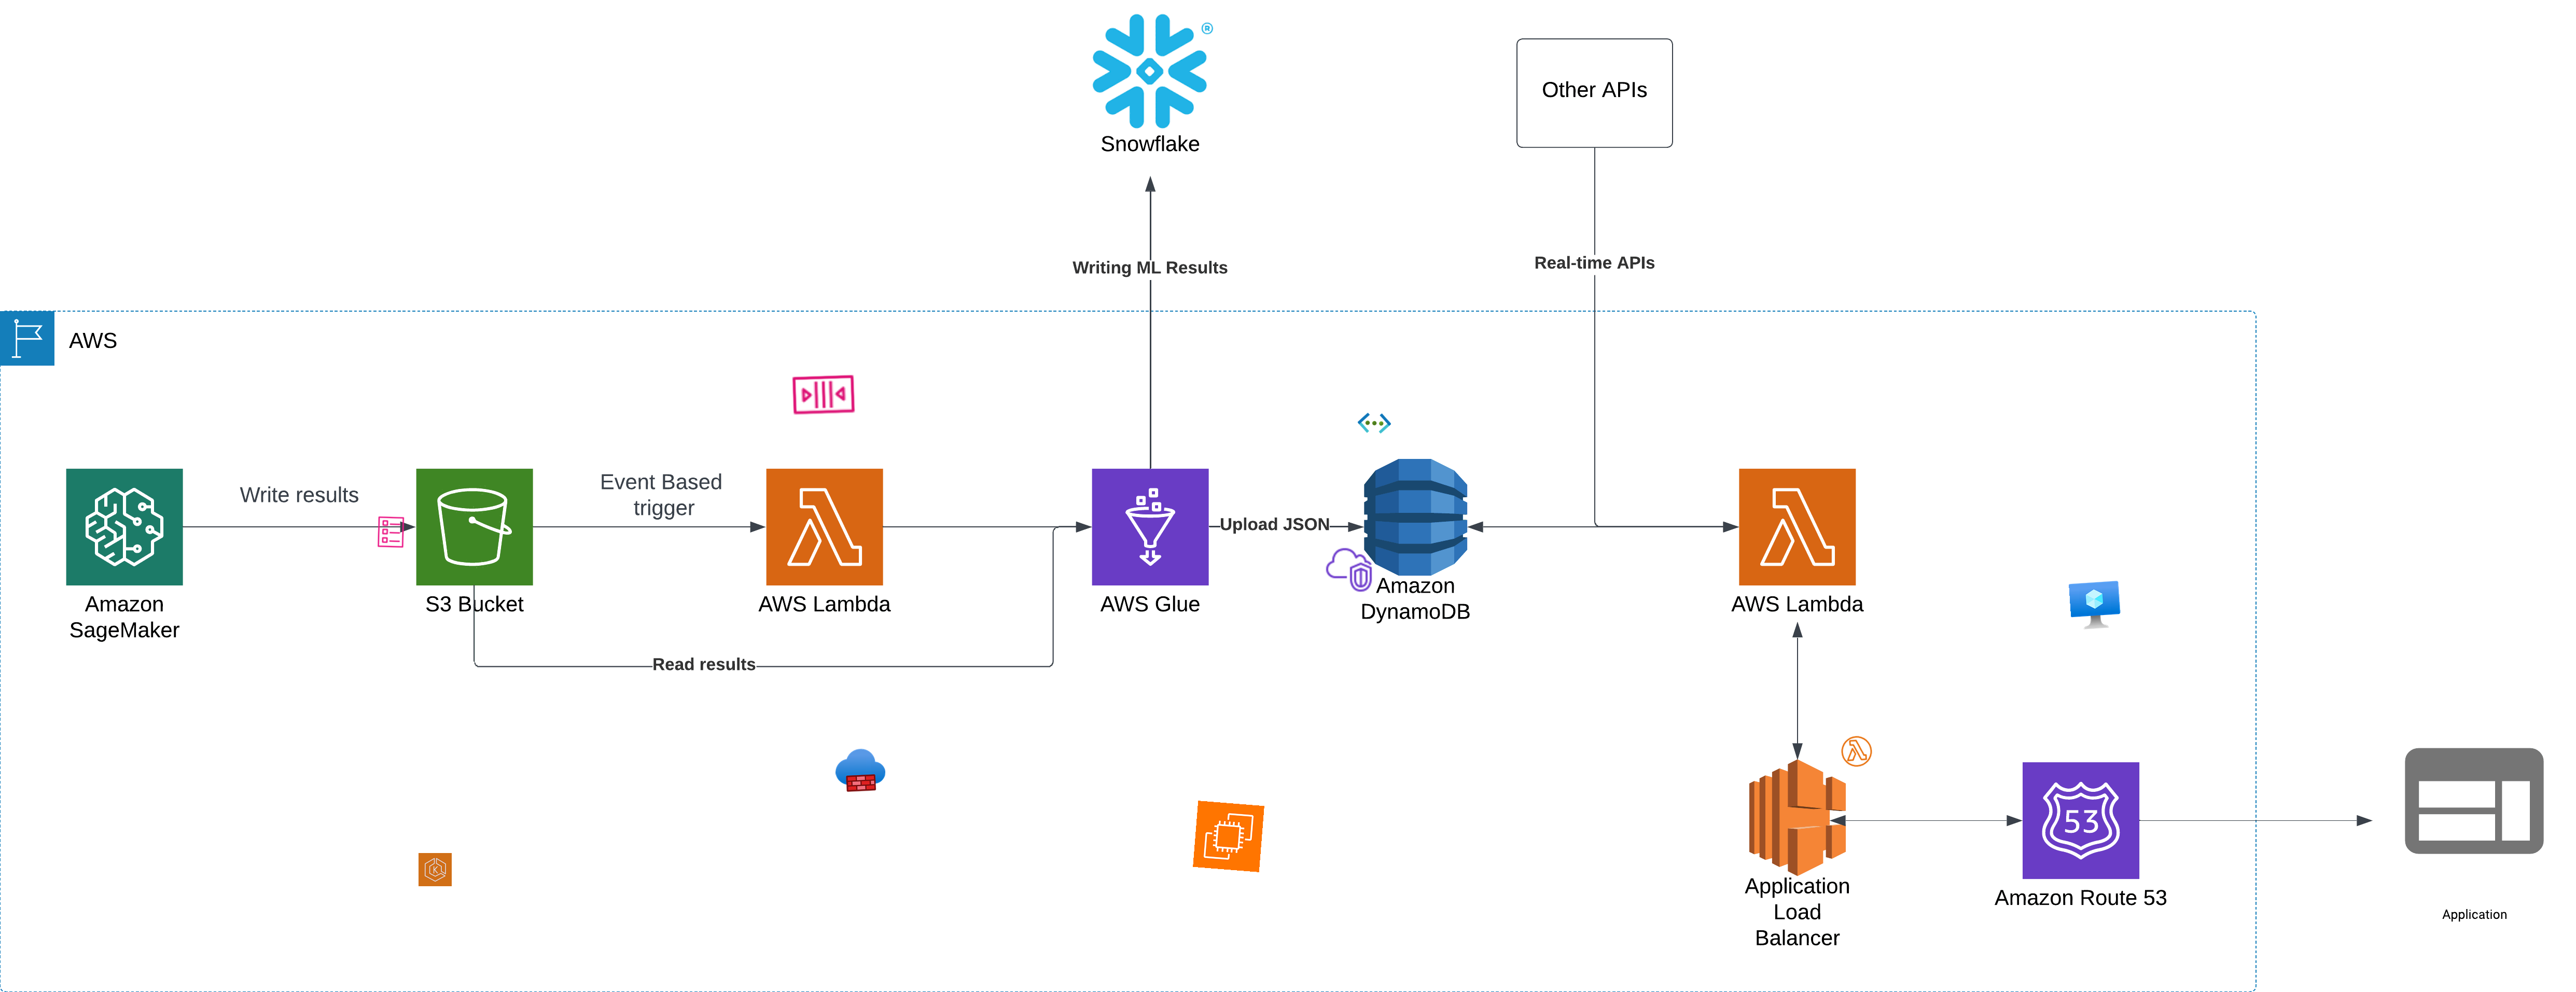 ®
Snowflake
Other APIs
Writing ML Results
Real-time APIs
AWS
Write results
Event Based
trigger
Upload JSON
Amazon
SageMaker
S3 Bucket
AWS Lambda
AWS Glue
Amazon
DynamoDB
AWS Lambda
Read results
53
Application
Load
Balancer
Amazon Route 53
Application